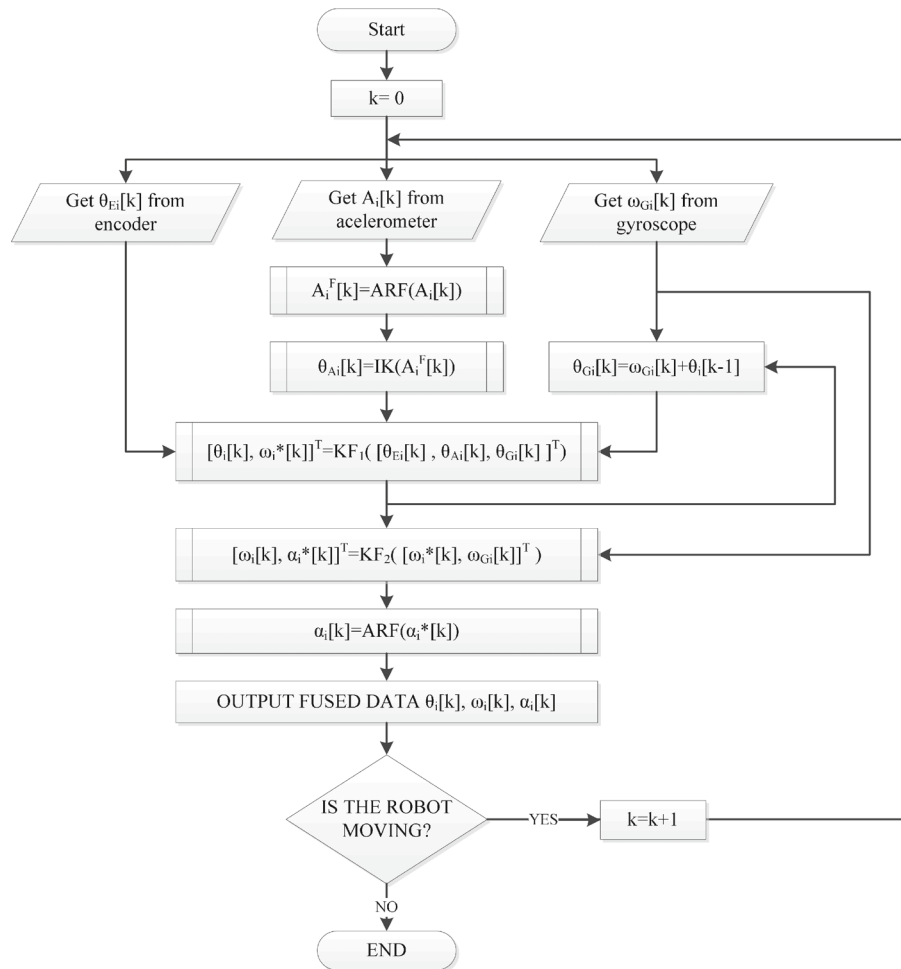 Start
k= 0
Get θEi[k] from
encoder
Get Ai[k] from
acelerometer
Get ωGi[k] from
gyroscope
AiF[k]=ARF(Ai[k])
θAi[k]=IK(AiF[k])
θGi[k]=ωGi[k]+θi[k-1]
[θi[k], ωi*[k]]T=KF1( [θEi[k] , θAi[k], θGi[k] ]T)
[ωi[k], αi*[k]]T=KF2( [ωi*[k], ωGi[k]]T )
αi[k]=ARF(αi*[k])
OUTPUT FUSED DATA θi[k], ωi[k], αi[k]
IS THE ROBOT
MOVING?
YES
k=k+1
NO
END